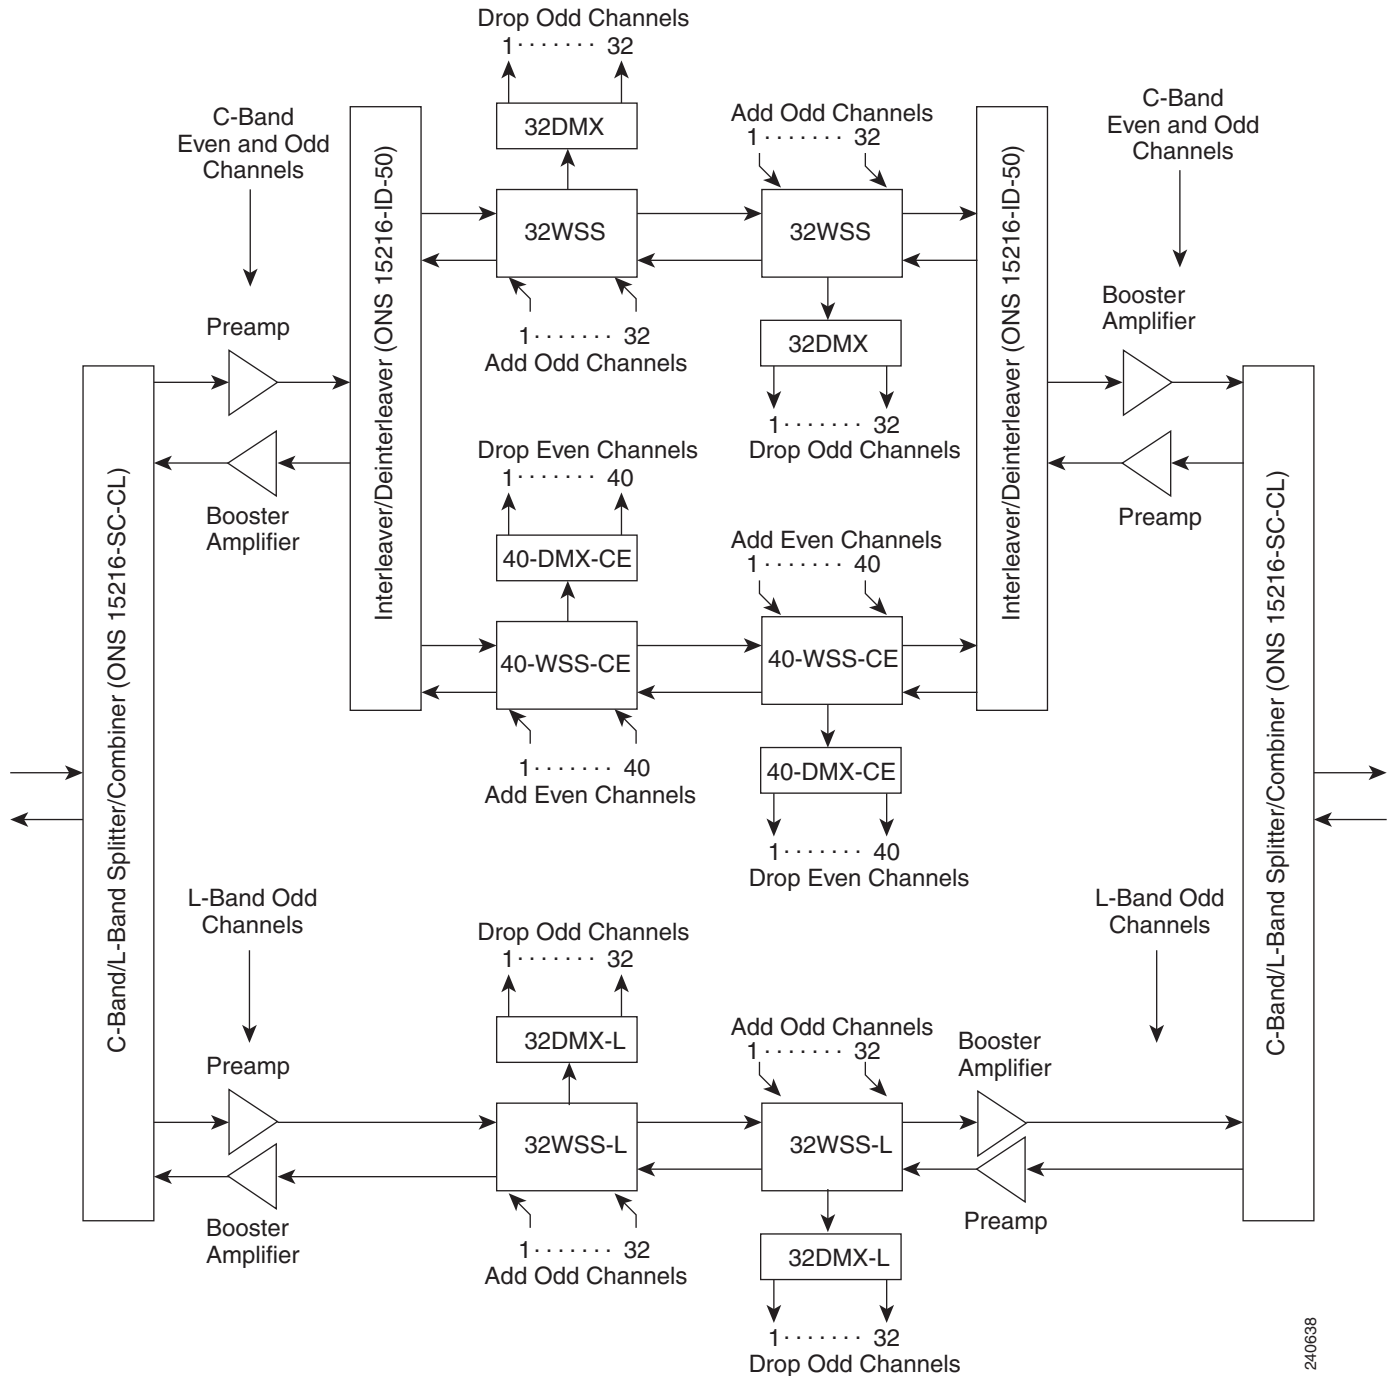 Drop Odd Channels
1 · · · · · · · 32
C-Band
Even and Odd
Channels
32DMX
Add Odd Channels
1 · · · · · · · 32
C-Band
Even and Odd
Channels
Interleaver/Deinterleaver (ONS 15216-ID-50)
32WSS
32WSS
Interleaver/Deinterleaver (ONS 15216-ID-50)
Preamp
1 · · · · · · · 32
Add Odd Channels
32DMX
Booster
Amplifier
1 · · · · · · · 32
Drop Odd Channels
Drop Even Channels
1 · · · · · · · 40
Booster
Amplifier
40-DMX-CE
Add Even Channels
1 · · · · · · · 40
Preamp
C-Band/L-Band Splitter/Combiner (ONS 15216-SC-CL)
40-WSS-CE
40-WSS-CE
C-Band/L-Band Splitter/Combiner (ONS 15216-SC-CL)
1 · · · · · · · 40
Add Even Channels
40-DMX-CE
1 · · · · · · · 40
Drop Even Channels
L-Band Odd
Channels
Drop Odd Channels
1 · · · · · · · 32
L-Band Odd
Channels
Preamp
32DMX-L
Add Odd Channels
1 · · · · · · · 32
Booster
Amplifier
32WSS-L
32WSS-L
Booster
Amplifier
1 · · · · · · · 32
Add Odd Channels
Preamp
32DMX-L
1 · · · · · · · 32
Drop Odd Channels
240638